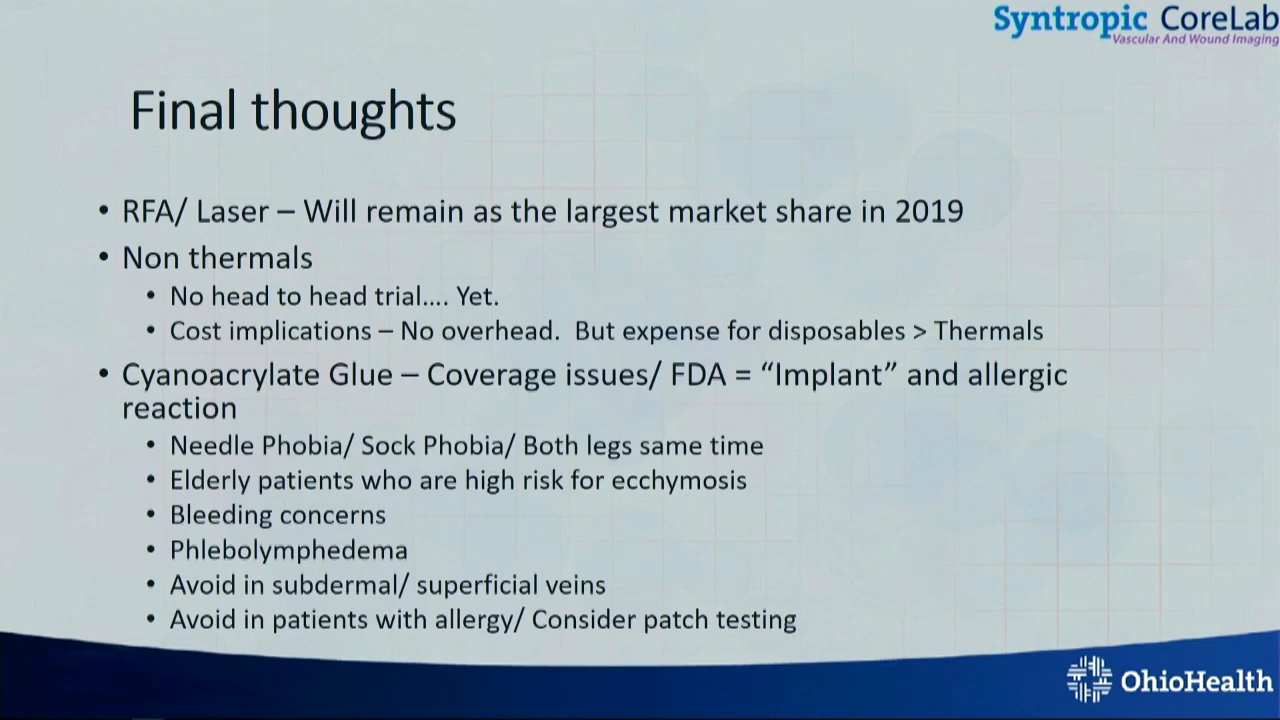 Syntropic CoreLab
Vascular And Wound Imaging
Final thoughts
• RFA/ Laser – Will remain as the largest market share in 2019
• Non thermals
• No head to head trial.... Yet.
• Cost implications – No overhead.  But expense for disposables > Thermals
• Cyanoacrylate Glue – Coverage issues/ FDA = “Implant” and allergic
reaction
• Needle Phobia/ Sock Phobia/ Both legs same time
• Elderly patients who are high risk for ecchymosis
• Bleeding concerns
• Phlebolymphedema
• Avoid in subdermal/ superficial veins
• Avoid in patients with allergy/ Consider patch testing
OhioHealth